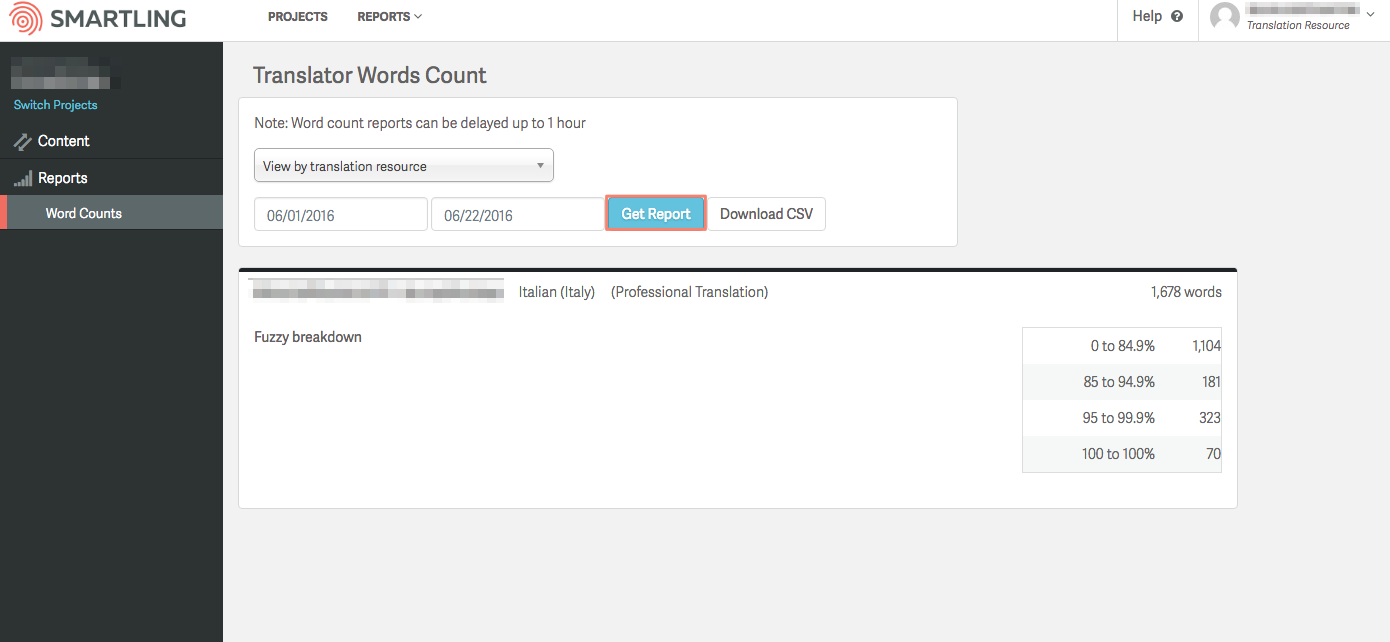 SMARTLING
PROJECTS REPORTS
Help ?
Translation Resource
Switch Projects
Content
Reports
Word Counts
Translator Words Count
Note: Word count reports can be delayed up to 1 hour
View by translation resource
06/01/2016 06/22/2016 Get Report Download CSV
Italian (Italy) (Professional Translation) 1,678 words
Fuzzy breakdown
0 to 84.9% 1,104
85 to 94.9% 181
95 to 99.9% 323
100 to 100% 70